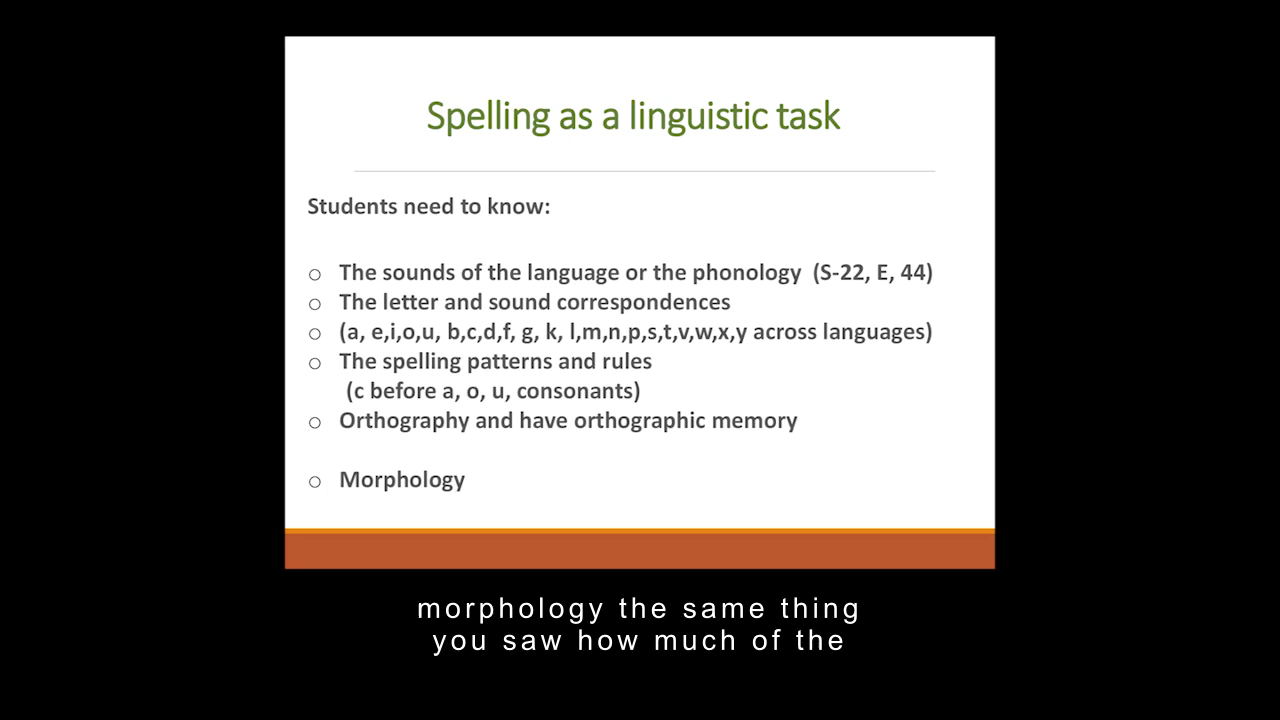 Spelling as a linguistic task
Students need to know:
o The sounds of the language or the phonology (S-22, E, 44)
o The letter and sound correspondences
o (a, e,i,o,u, b,c,d,f, g, k, l,m,n,p,s,t,v,w,x,y across languages)
o The spelling patterns and rules
(c before a, o, u, consonants)
o Orthography and have orthographic memory
o Morphology
morphology the same thing
you saw how much of the